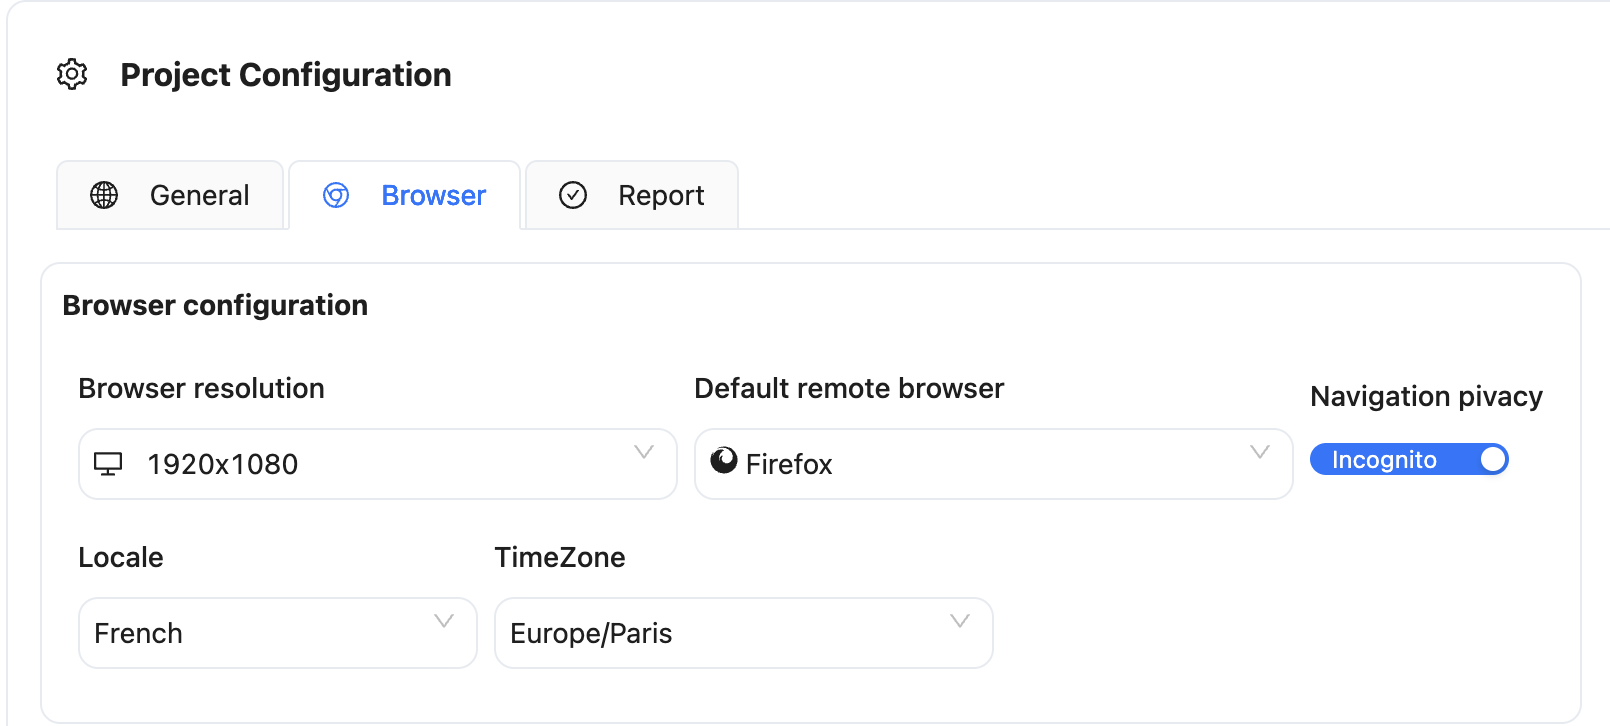 Project Configuration
General
Browser
Report
Browser configuration
Browser resolution
Default remote browser
Navigation pivacy
1920x1080
Firefox
Incognito
Locale
TimeZone
French
Europe/Paris